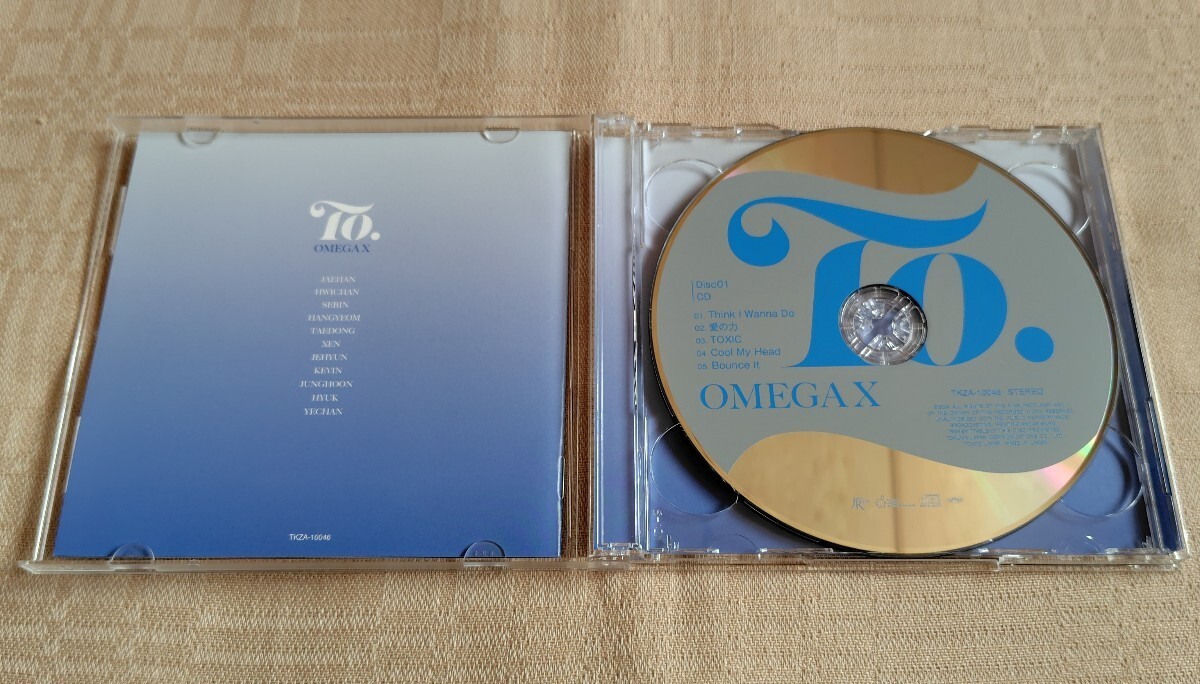 To.
OMEGA X
JAEHAN
HWICHAN
SEBIN
HANGYEOM
TAEDONG
XEN
JEHYUN
KEVIN
JUNGHOON
HYUK
YECHAN
TKZA-10046
To.
Disc01
CD
01. Think I Wanna Do
02. 愛の力
03. TOXIC
04. Cool My Head
05. Bounce It
OMEGA X
TKZA-10046 STEREO